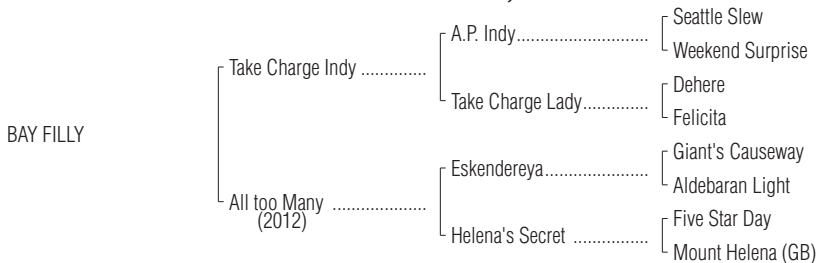 Seattle Slew
A.P. Indy..............................
Weekend Surprise
Take Charge Indy ...............
Dehere
Take Charge Lady...............
Felicita
BAY FILLY
Giant's Causeway
Eskendereya........................
Aldebaran Light
All too Many .....................
(2012)
Five Star Day
Helena's Secret .................
Mount Helena (GB)